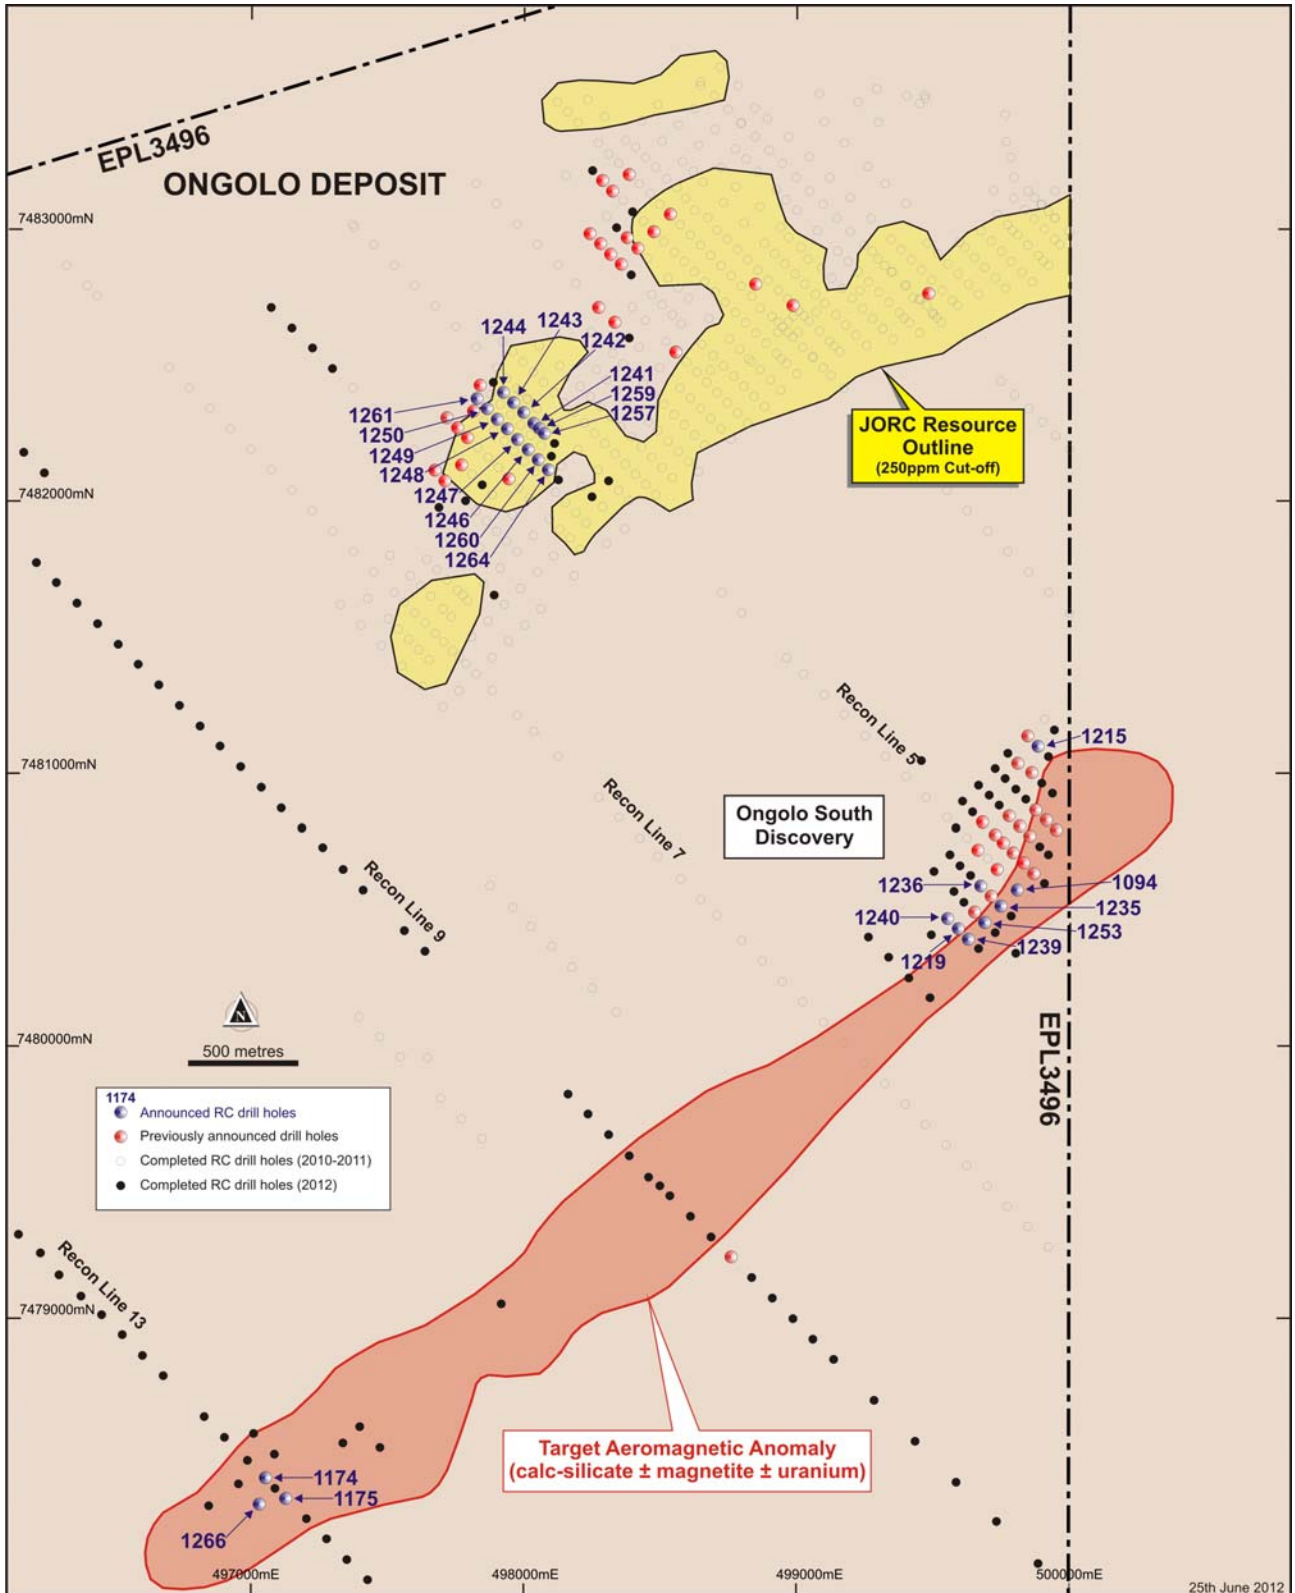 EPL3496
ONGOLO DEPOSIT
7483000mN
1244
1243
1242
1241
1259
1257
1261
1250
1249
1248
1247
1246
1260
1264
JORC Resource
Outline
(250ppm Cut-off)
7482000mN
Recon Line 5
1215
7481000mN
Recon Line 7
Ongolo South
Discovery
1236
1094
1240
1235
1253
1219
1239
Recon Line 9
N
500 metres
7480000mN
EPL3496
1174
Announced RC drill holes
Previously announced drill holes
Completed RC drill holes (2010-2011)
Completed RC drill holes (2012)
Recon Line 13
7479000mN
Target Aeromagnetic Anomaly
(calc-silicate ± magnetite ± uranium)
1174
1175
1266
497000mE
498000mE
499000mE
500000mE
25th June 2012